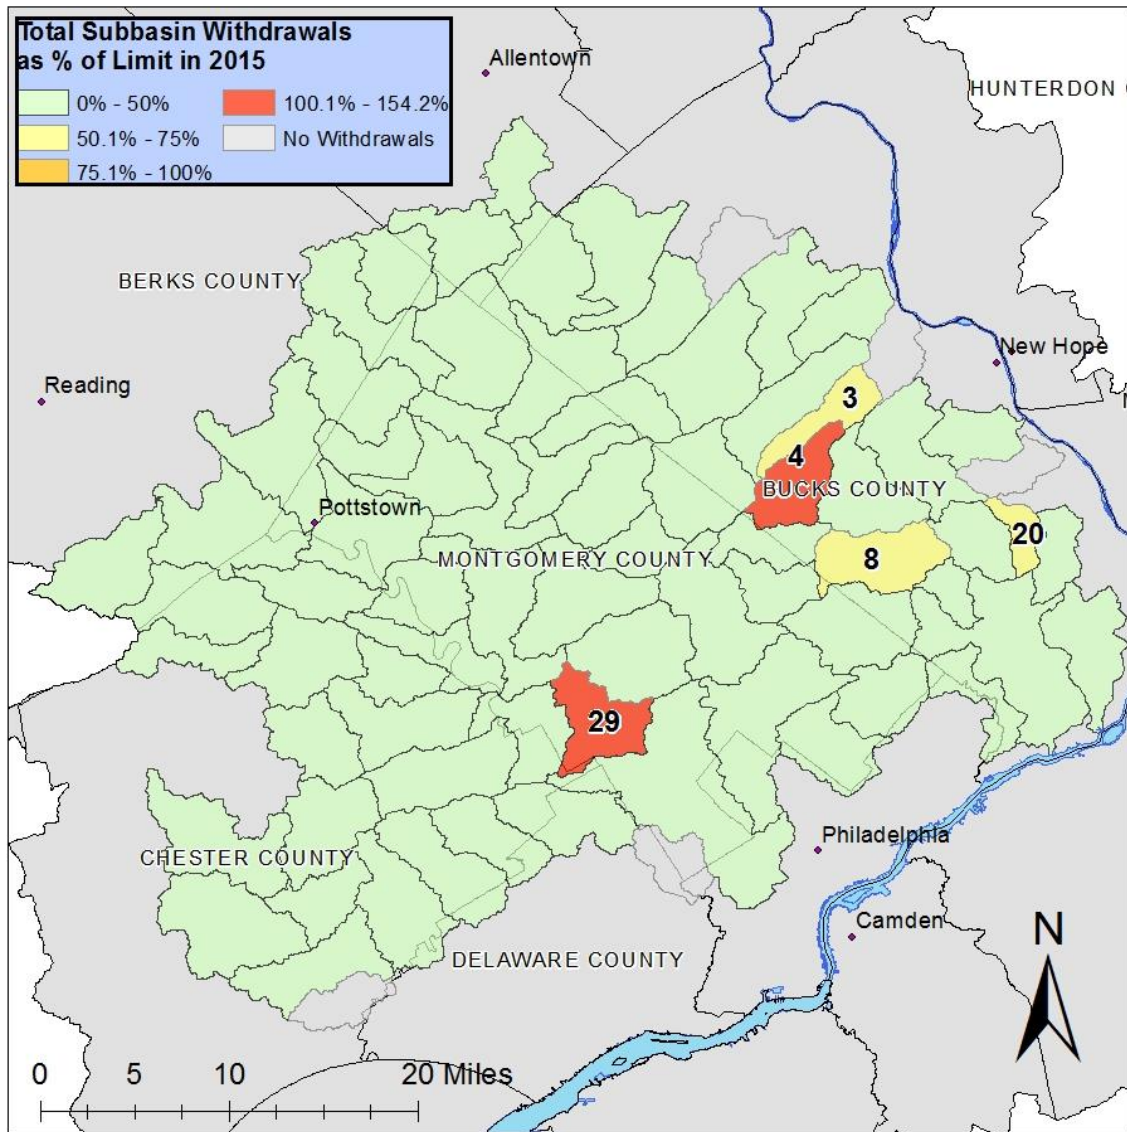 Total Subbasin Withdrawals
as % of Limit in 2015
0% - 50%
100.1% - 154.2%
50.1% - 75%
No Withdrawals
75.1% - 100%
Allentown
HUNTERDON
BERKS COUNTY
New Hope
Reading
3
4
BUCKS COUNTY
Pottstown
20
MONTGOMERY COUNTY
8
29
Philadelphia
CHESTER COUNTY
Camden
DELAWARE COUNTY
N
0 5 10 20 Miles